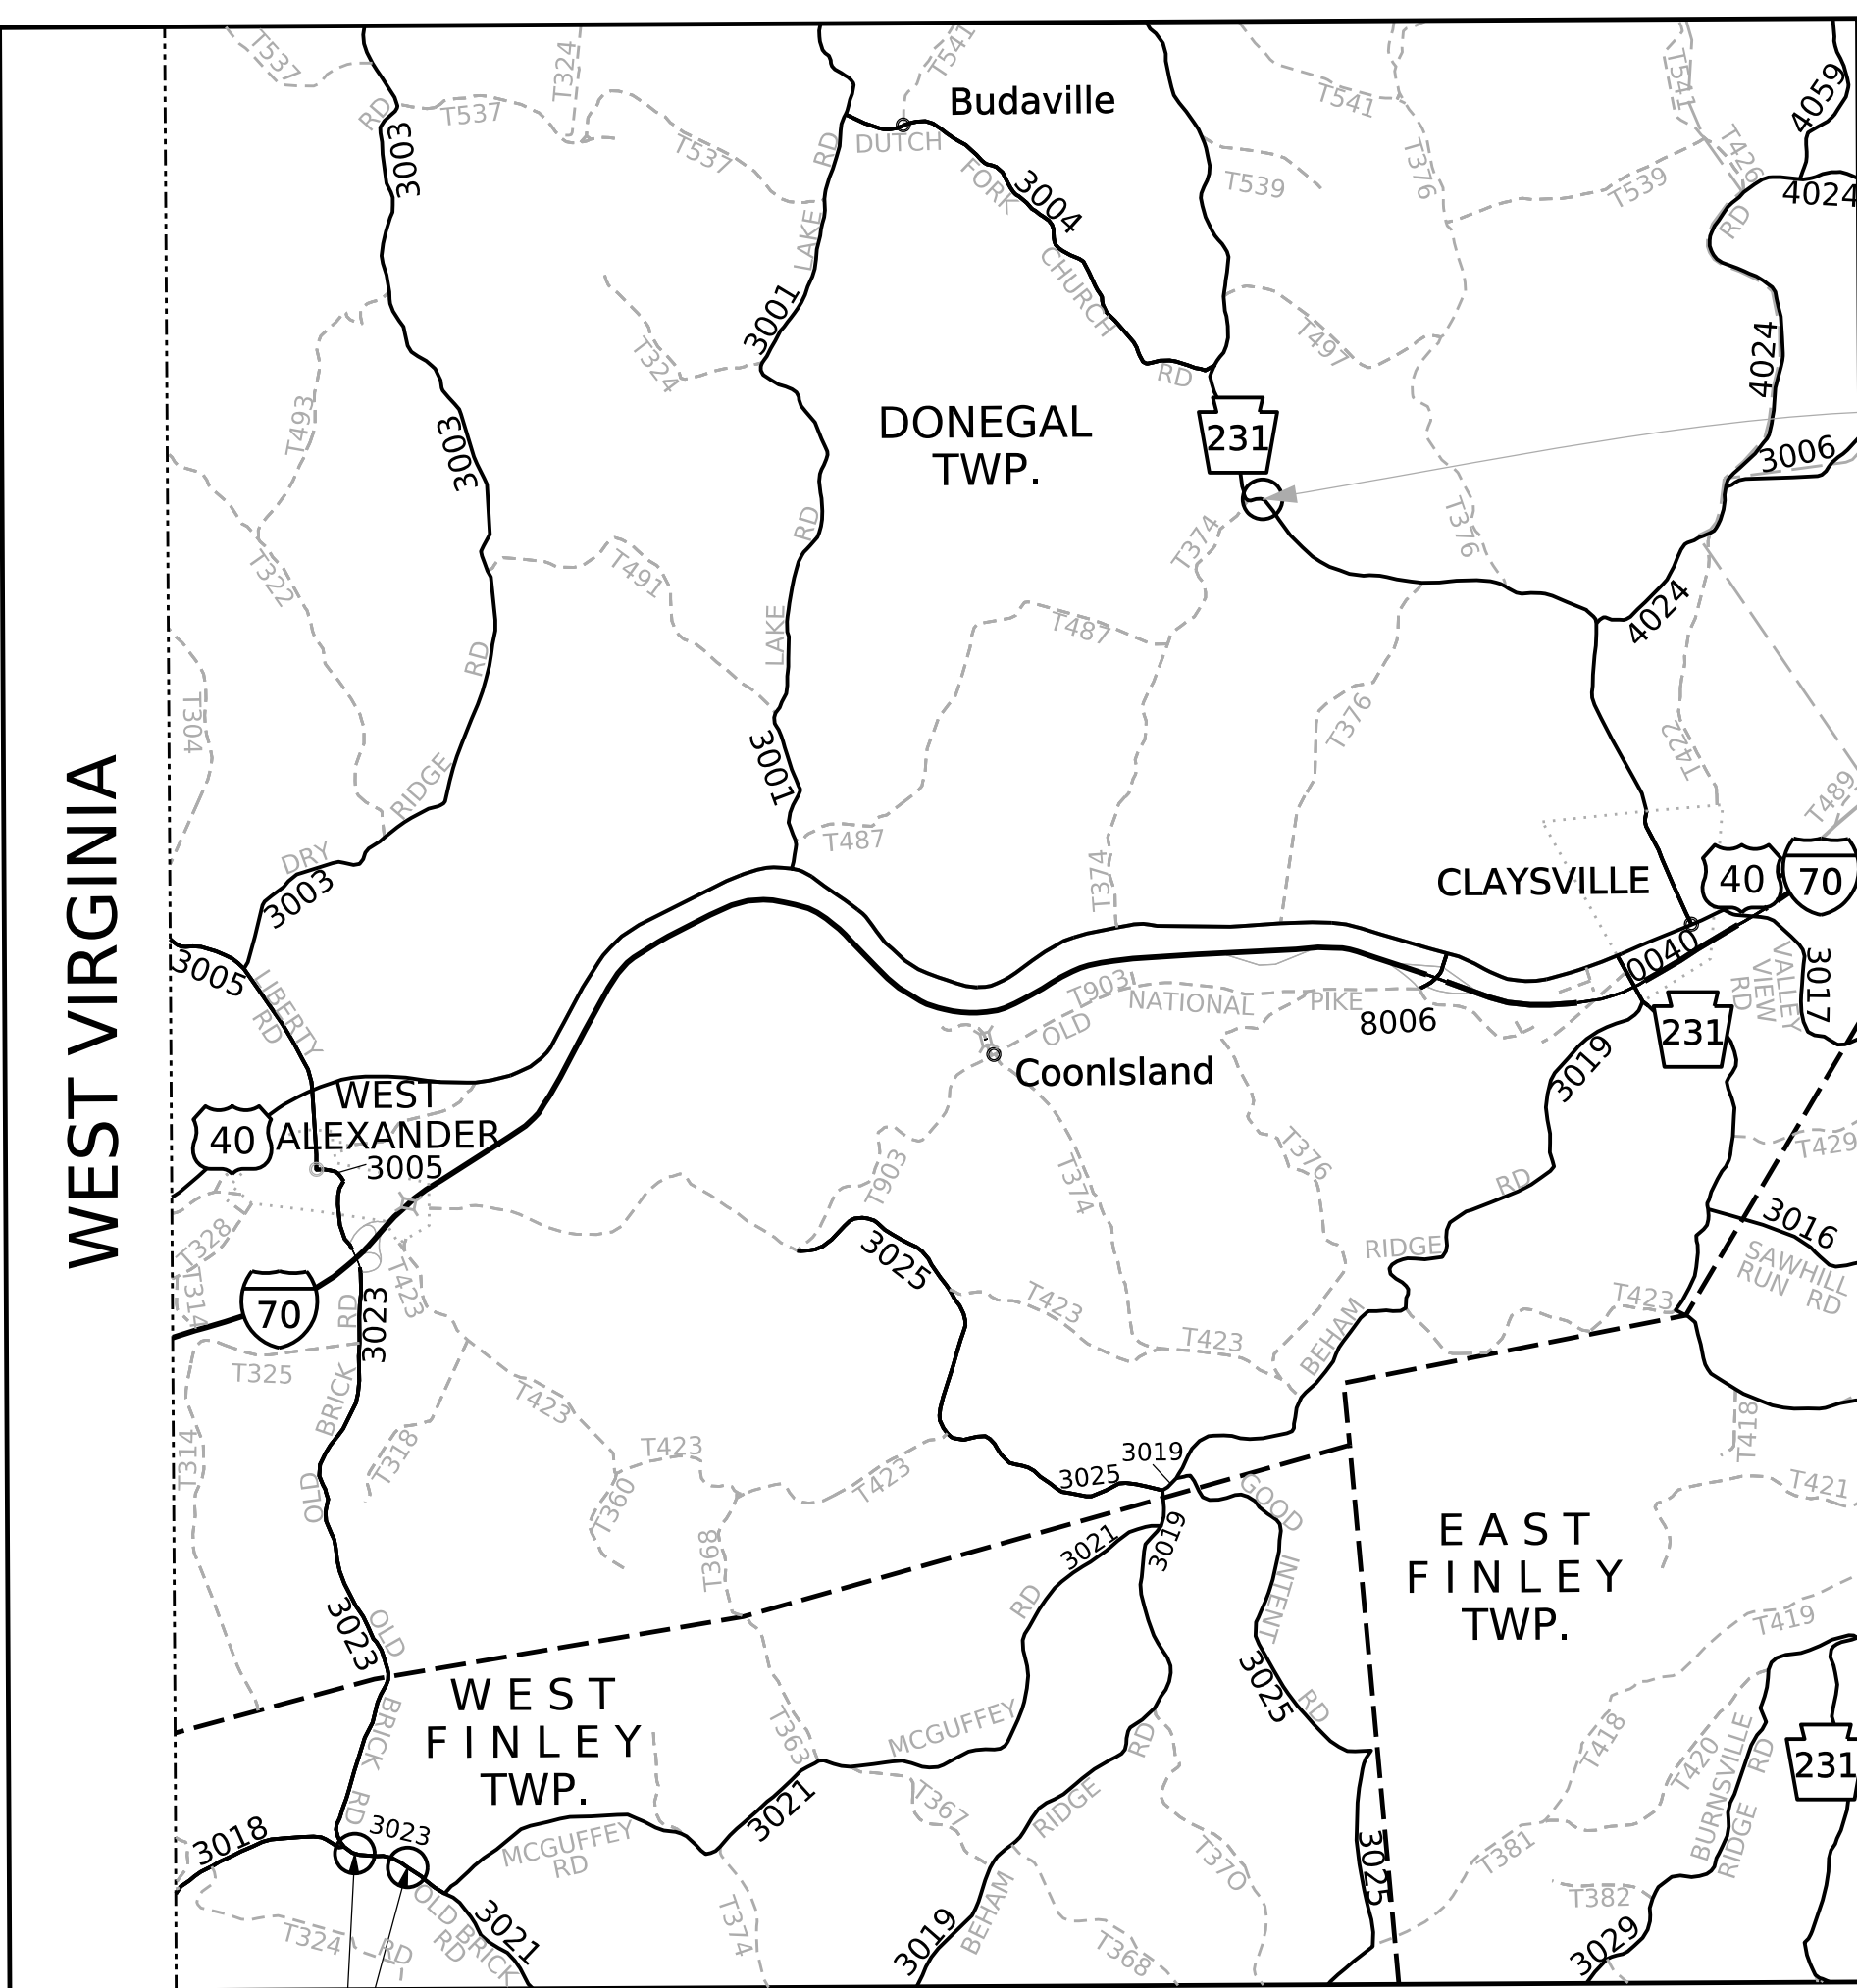 T537
T324
T541
Budaville
T541
T541
4059
RD
3003
T537
T537
RD
DUTCH
FORK
3004
T539
T376
T539
T426
4024
RD
LAKE
CHURCH
3001
T324
T497
RD
4024
T493
3003
DONEGAL
TWP.
231
3006
RD
T374
T376
T322
T491
LAKE
T487
4024
RD
T304
T376
T422
3001
RIDGE
T489
T487
DRY
3003
T374
CLAYSVILLE
40
70
WEST VIRGINIA
3005
LIBERTY
RD
T903
NATIONAL
PIKE
0040
VALLEY
VIEW
RD
3017
OLD
8006
231
CoonIsland
3019
WEST
ALEXANDER
40
3005
T903
T374
T376
T429
RD
3016
T328
3025
RIDGE
SAWHILL
RUN RD
T314
T423
70
RD
3023
T423
T423
T423
BEHAM
T325
BRICK
T423
T418
T314
T318
T423
T423
3025
3019
T421
OLD
T360
GOOD
T368
3021
3019
EAST
FINLEY
TWP.
INTENT
RD
3023
OLD
T419
WEST
FINLEY
TWP.
3025
RD
BRICK
T363
MCGUFFEY
RD
T418
T420
BURNSVILLE
RD
231
RD
3018
3023
MCGUFFEY
RD
3021
T367
RIDGE
T370
3025
T381
RIDGE
OLD BRICK
RD
3021
T324
RD
T374
3019
BEHAM
T368
T382
3029